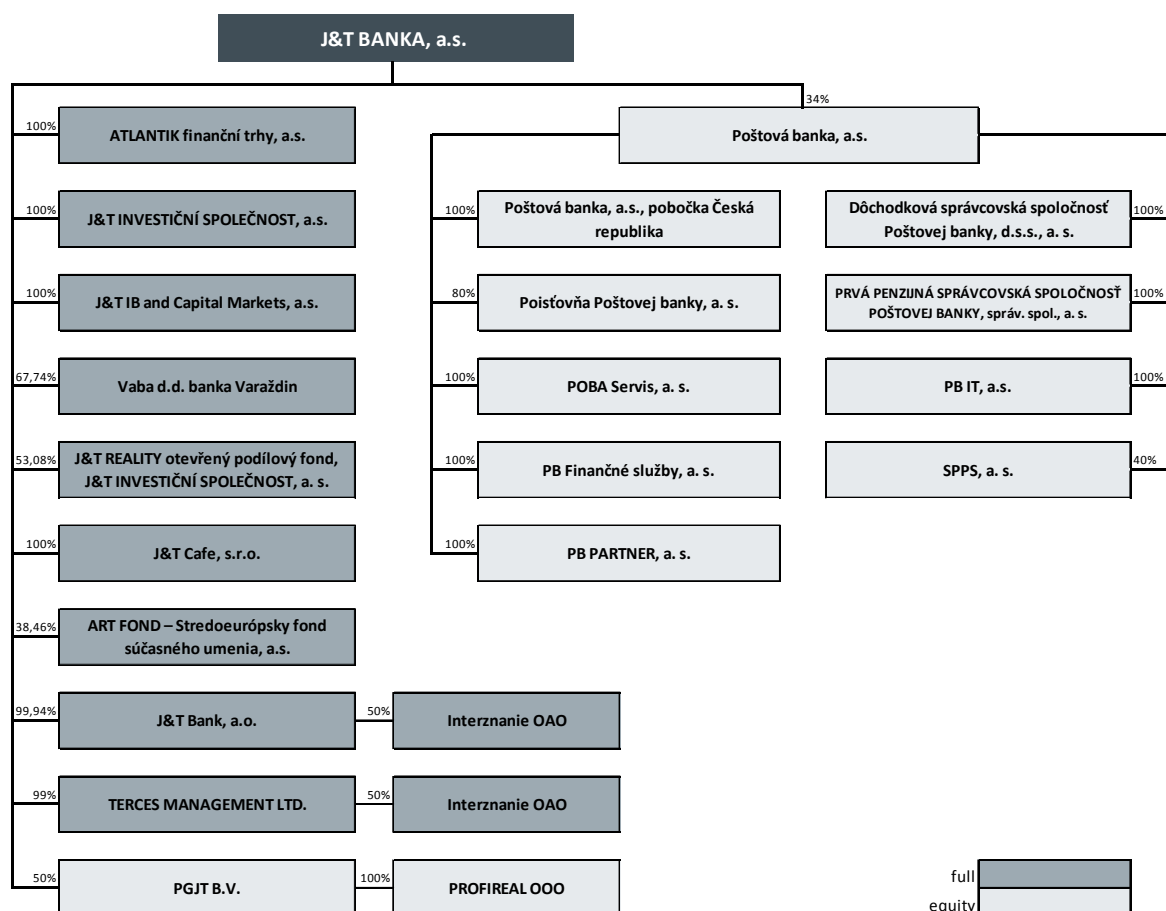 J&T BANKA, a.s.
34%
100%
ATLANTIK finanční trhy, a.s.
Poštová banka, a.s.
100%
J&T INVESTIČNÍ SPOLEČNOST, a.s.
100%
Poštová banka, a.s., pobočka Česká
republika
Dôchodková správcovská spoločnosť
Poštovej banky, d.s.s., a. s.
100%
100%
J&T IB and Capital Markets, a.s.
80%
Poisťovňa Poštovej banky, a. s.
PRVÁ PENZIJNÁ SPRÁVCOVSKÁ SPOLOČNOSŤ
POŠTOVEJ BANKY, správ. spol., a. s.
100%
67,74%
Vaba d.d. banka Varaždin
100%
POBA Servis, a. s.
PB IT, a.s.
100%
53,08%
J&T REALITY otevřený podílový fond,
J&T INVESTIČNÍ SPOLEČNOST, a. s.
100%
PB Finančné služby, a. s.
SPPS, a. s.
40%
100%
J&T Cafe, s.r.o.
100%
PB PARTNER, a. s.
38,46%
ART FOND – Stredoeurópsky fond
súčasného umenia, a.s.
99,94%
J&T Bank, a.o.
50%
Interznanie OAO
99%
TERCES MANAGEMENT LTD.
50%
Interznanie OAO
50%
PGJT B.V.
100%
PROFIREAL OOO
full
equity